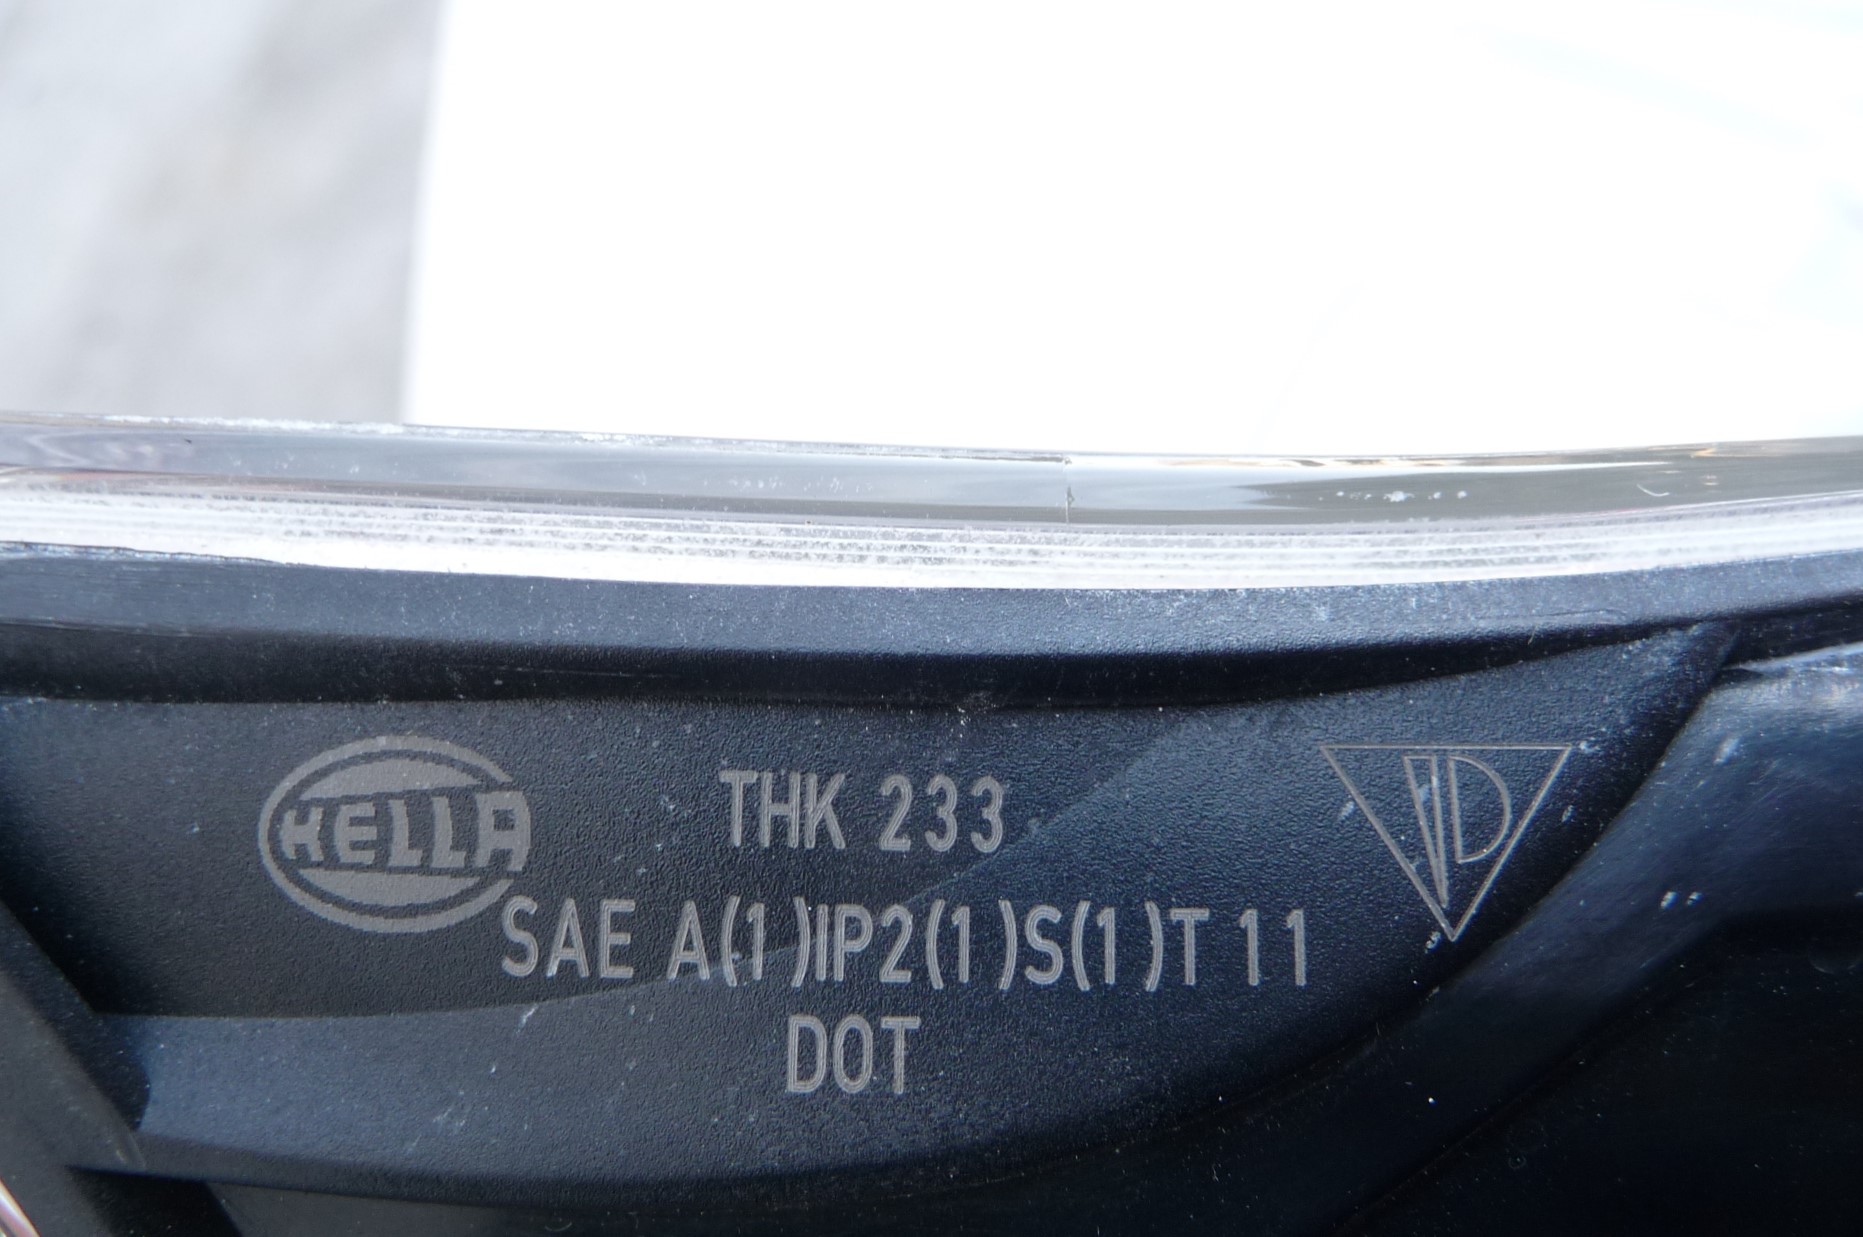 HELLA
THK 233
SAE A(1)IP2(1)S(1)T 11
DOT